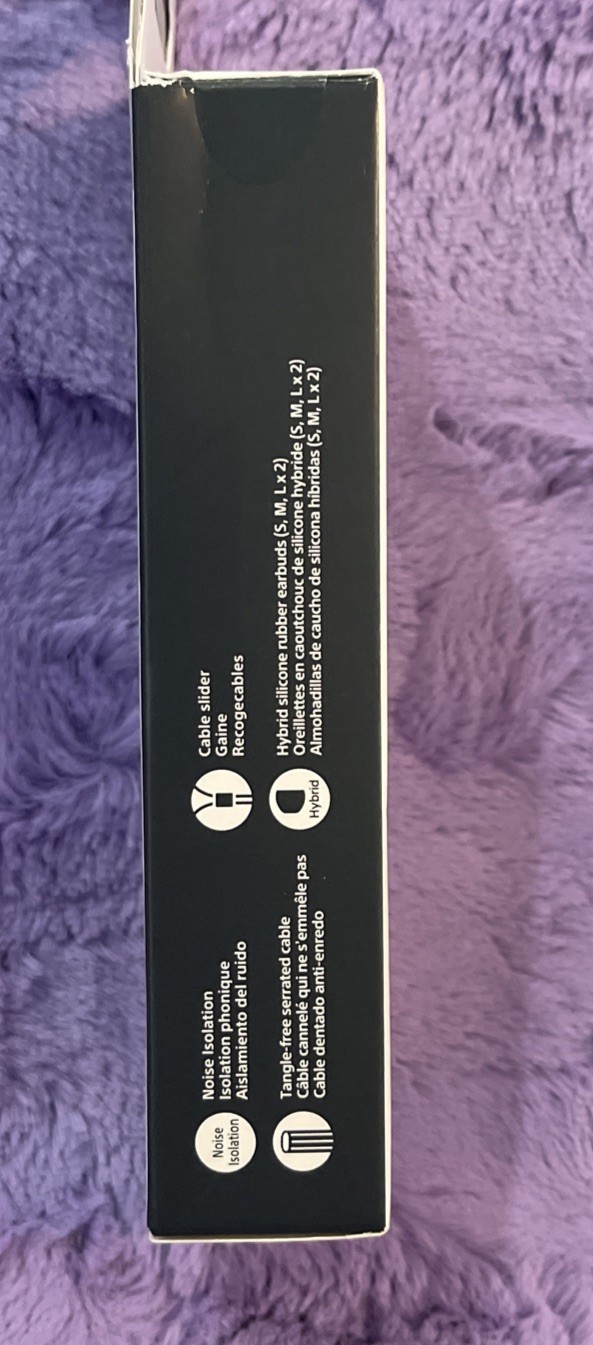 Noise
Isolation
Noise Isolation
Isolation phonique
Aislamiento del ruido
Cable slider
Gaine
Recogecables
Tangle-free serrated cable
Câble cannelé qui ne s'emmêle pas
Cable dentado anti-enredo
Hybrid
Hybrid silicone rubber earbuds (S, M, L x 2)
Oreillettes en caoutchouc de silicone hybride (S, M, L x 2)
Almohadillas de caucho de silicona híbridas (S, M, L x 2)